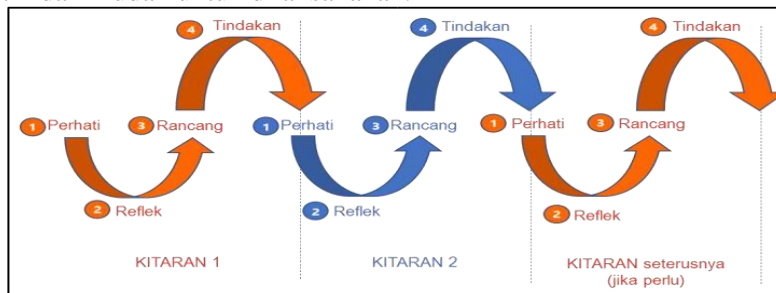 4 Tindakan
4 Tindakan
4 Tindakan
1 Perhati
3 Rancang
1 Perhati
3 Rancang
1 Perhati
3 Rancang
2 Reflek
2 Reflek
2 Reflek
KITARAN 1
KITARAN 2
KITARAN seterusnya
(jika perlu)